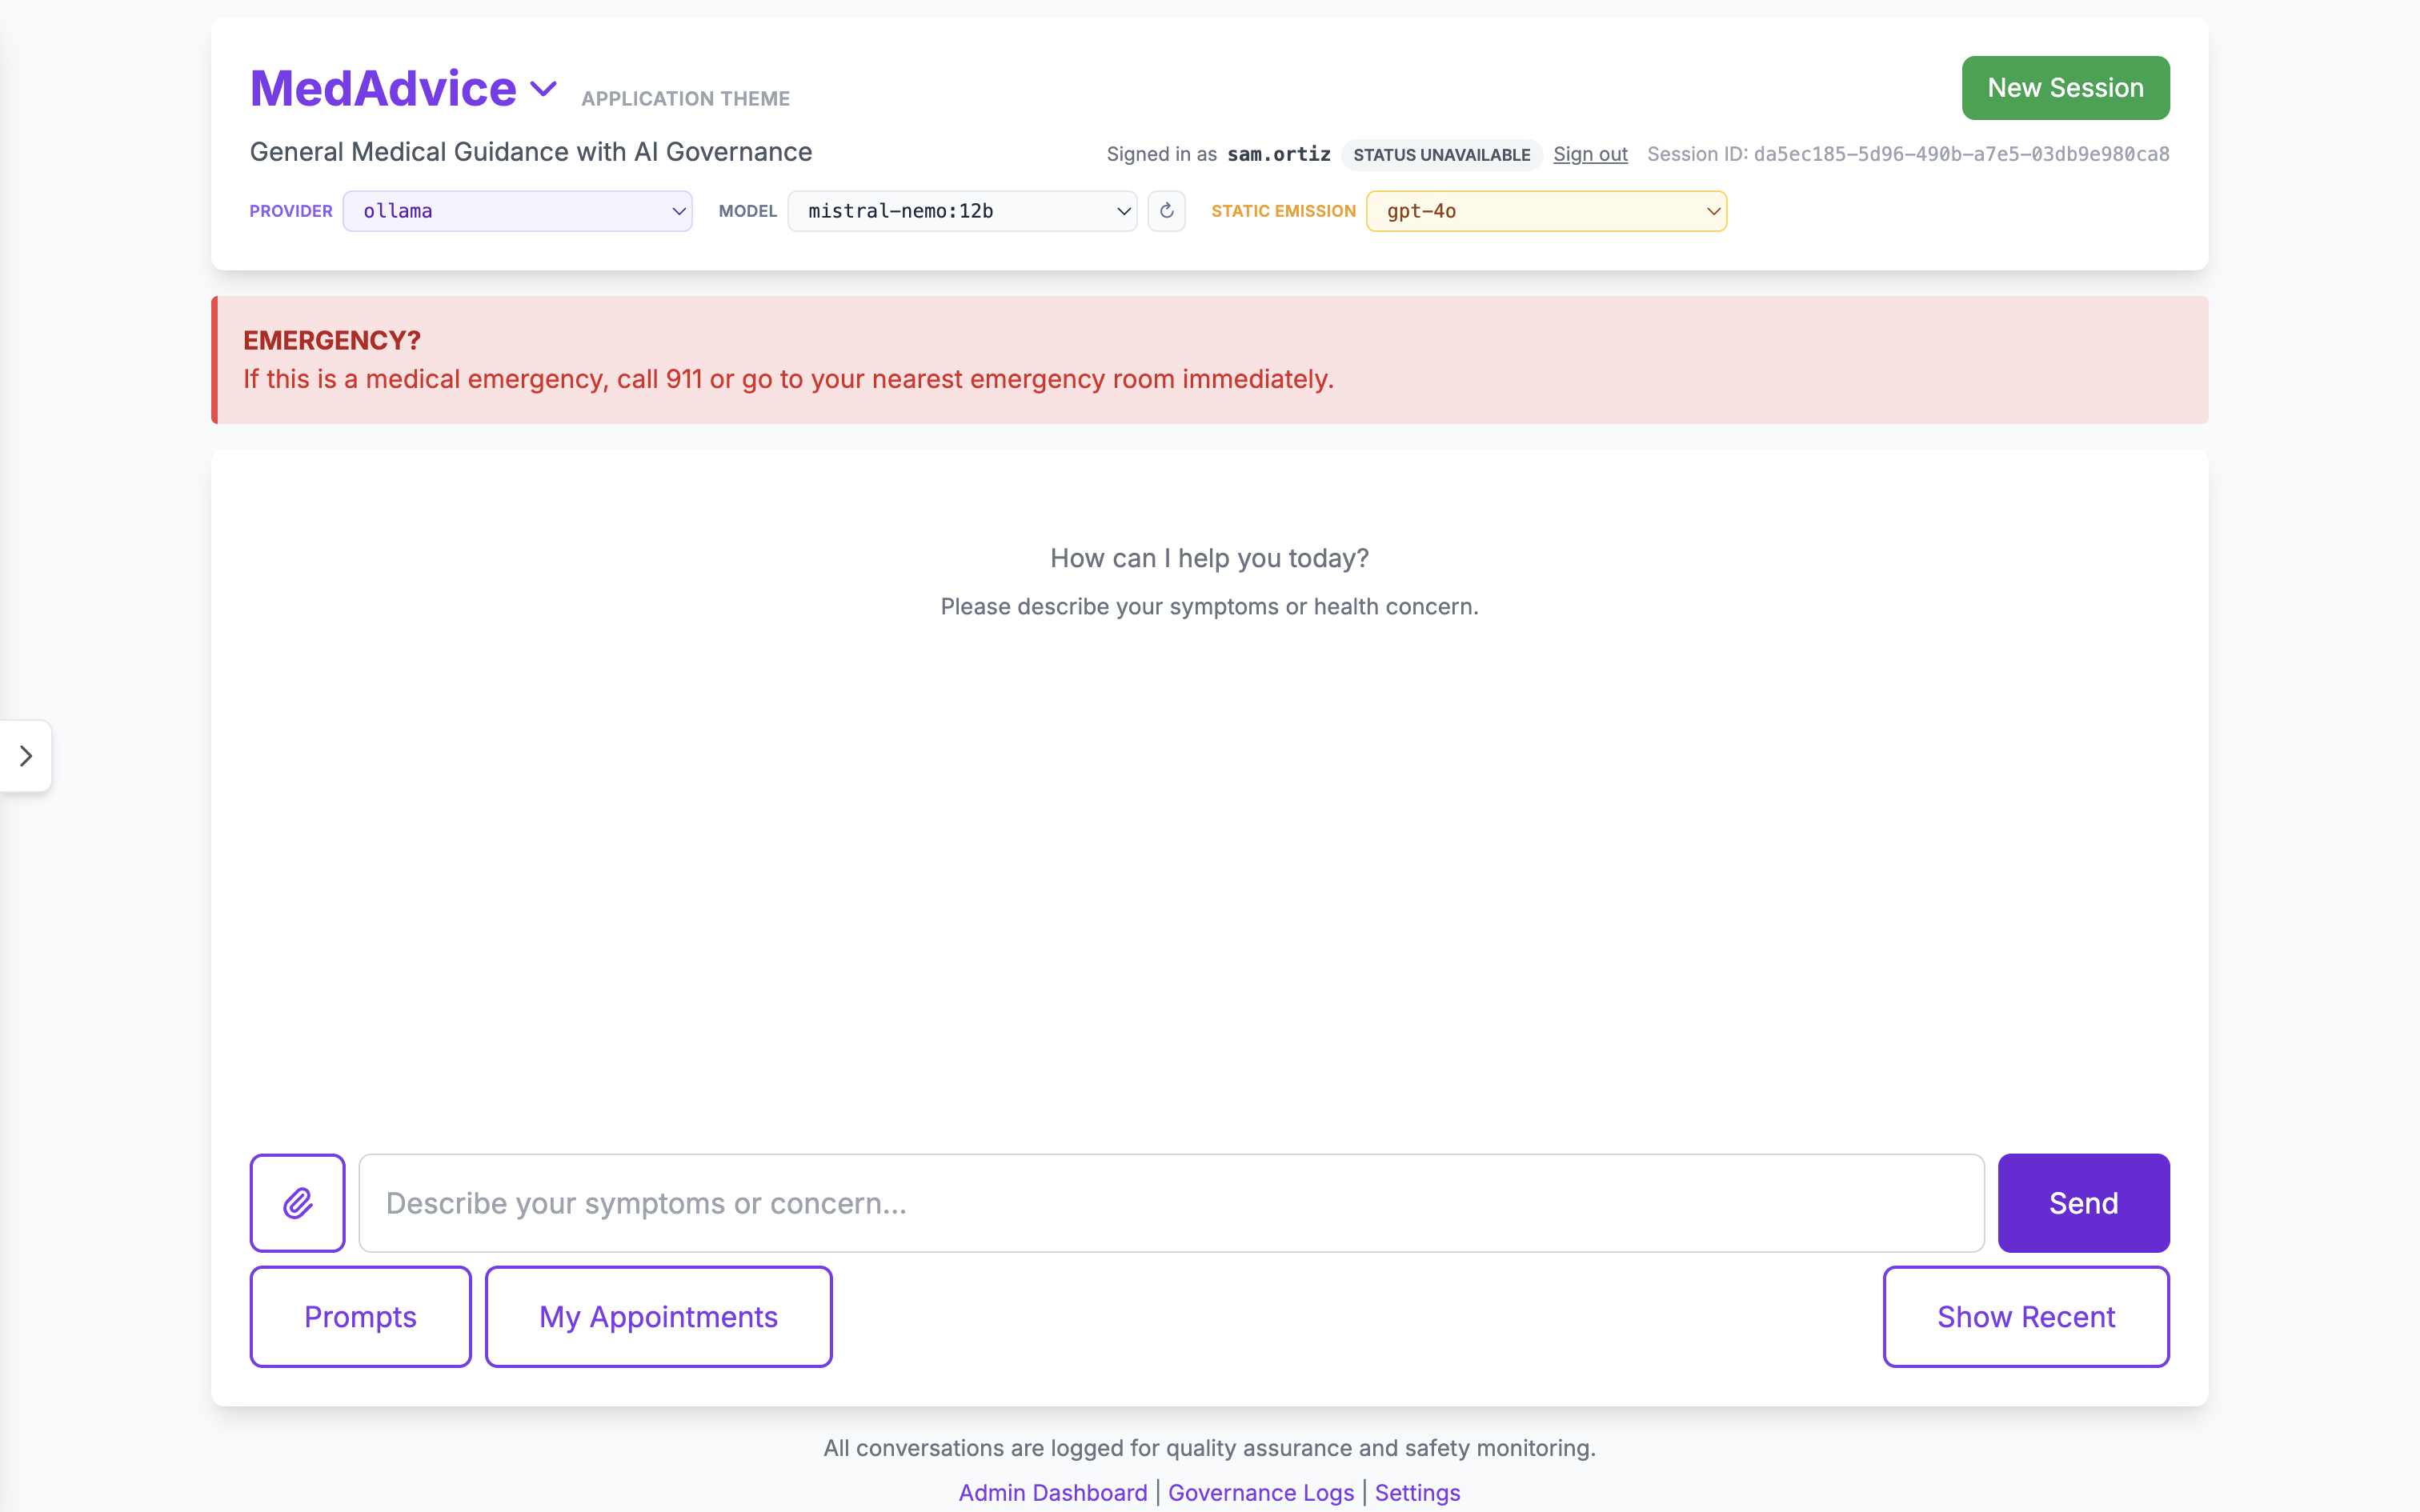 MedAdvice APPLICATION THEME
New Session
General Medical Guidance with AI Governance
Signed in as sam.ortiz STATUS UNAVAILABLE Sign out Session ID: da5ec185-5d96-490b-a7e5-03db9e980ca8
PROVIDER ollama MODEL mistral-nemo:12b STATIC EMISSION gpt-4o
EMERGENCY?
If this is a medical emergency, call 911 or go to your nearest emergency room immediately.
How can I help you today?
Please describe your symptoms or health concern.
Describe your symptoms or concern...
Send
Prompts My Appointments Show Recent
All conversations are logged for quality assurance and safety monitoring.
Admin Dashboard | Governance Logs | Settings